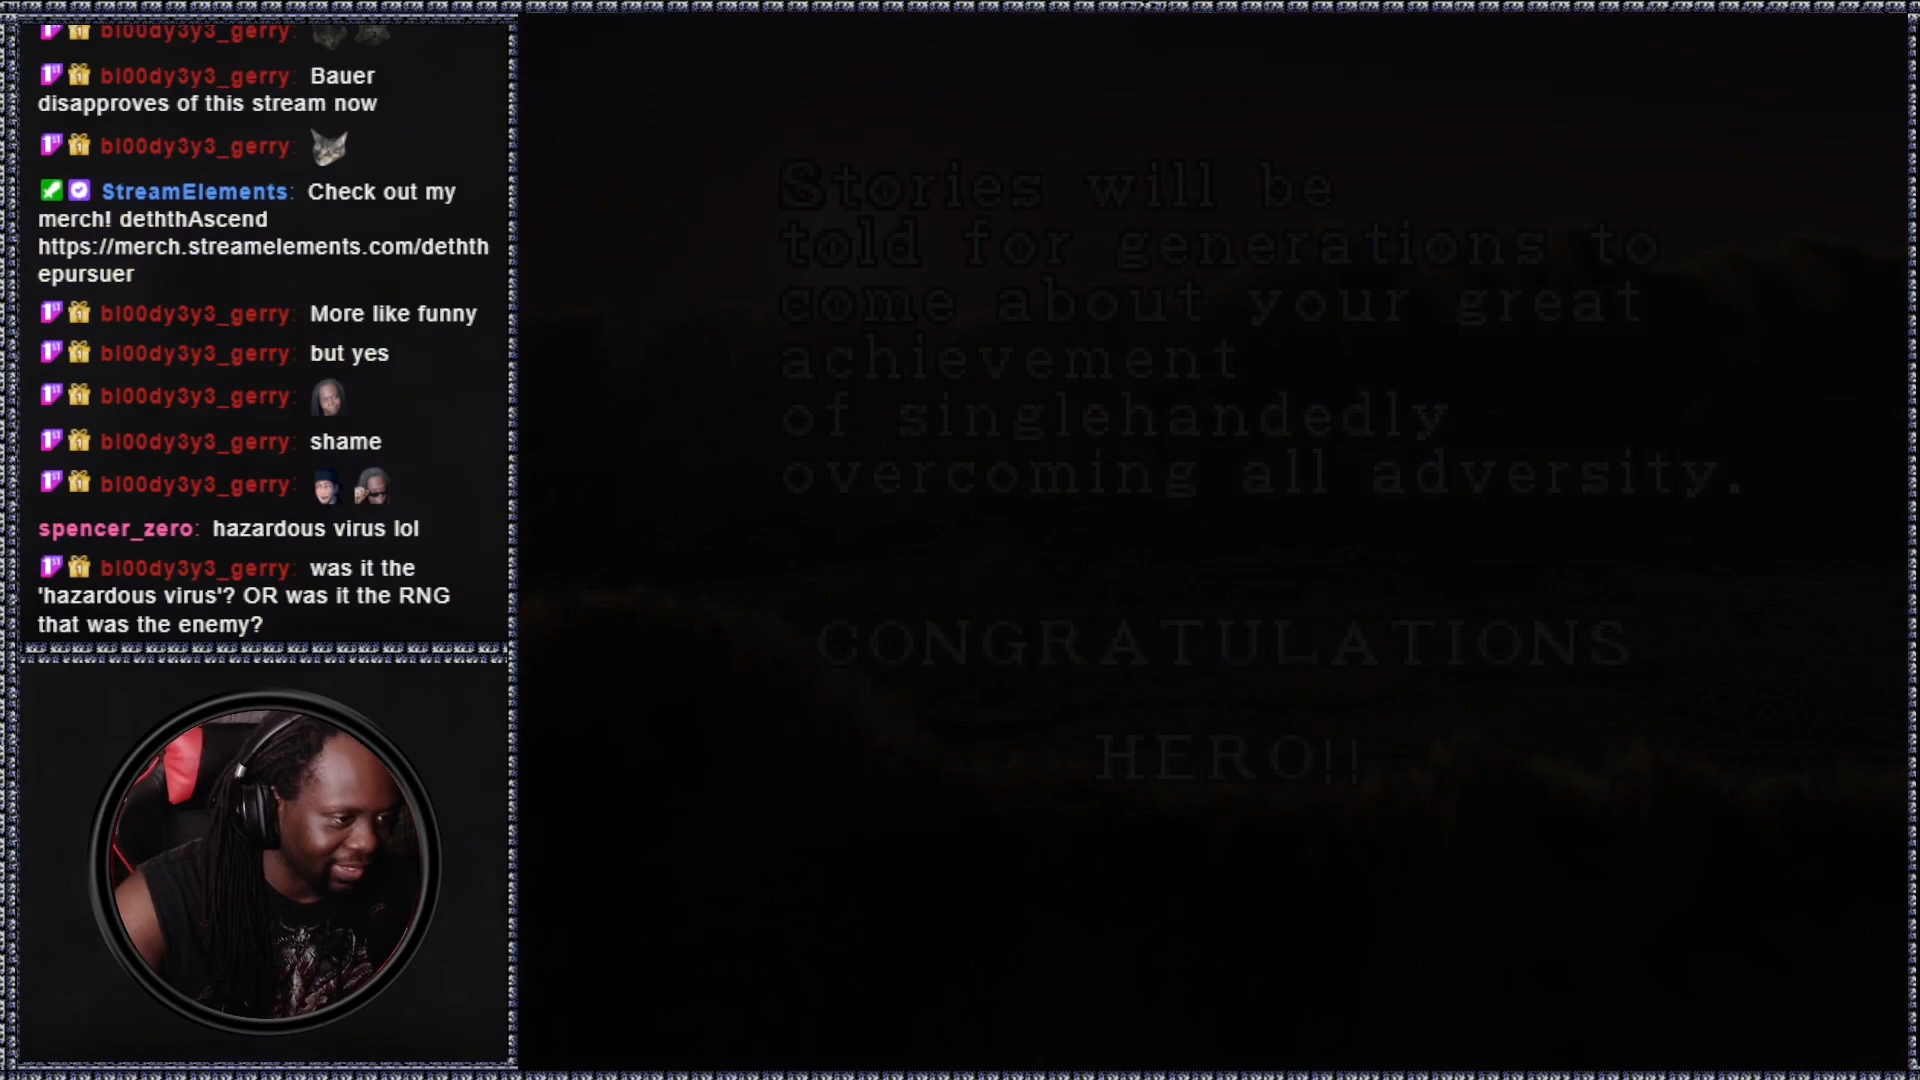 bl00dy3y3_gerry:
bl00dy3y3_gerry: Bauer
disapproves of this stream now
bl00dy3y3_gerry:
StreamElements: Check out my
merch! deththAscend
https://merch.streamelements.com/dethth
epursuer
bl00dy3y3_gerry: More like funny
bl00dy3y3_gerry: but yes
bl00dy3y3_gerry:
bl00dy3y3_gerry: shame
bl00dy3y3_gerry:
spencer_zero: hazardous virus lol
bl00dy3y3_gerry: was it the
'hazardous virus'? OR was it the RNG
that was the enemy?
Stories will be
told for generations to
come about your great
achievement
of singlehandedly
overcoming all adversity.
CONGRATULATIONS
HERO!!